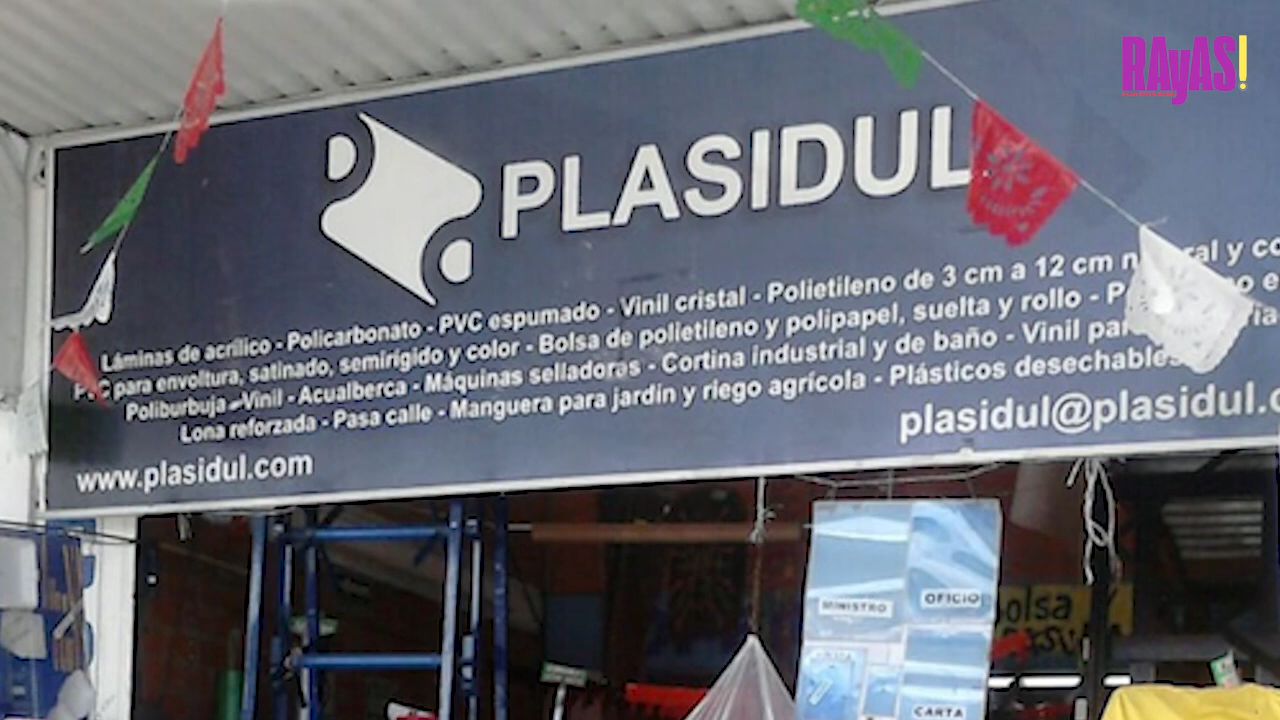 RAyAS!
PLASIDUL
Láminas de acrílico - Policarbonato - PVC espumado - Vinil cristal - Polietileno de 3 cm a 12 cm
PVC para envoltura, satinado, semirígido y color - Bolsa de polietileno y polipapel, suelta y rollo -
Poliburbuja - Vinil - Acualberca - Máquinas selladoras - Cortina industrial y de baño - Vinil
Lona reforzada - Pasa calle - Manguera para jardín y riego agrícola - Plásticos desechables
plasidul@plasidul.
www.plasidul.com
MINISTRO
OFICIO
CARTA
Bolsa